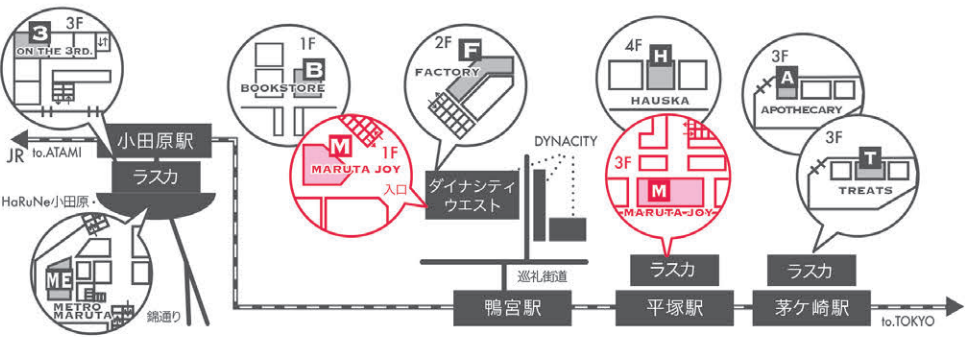 3
3F
ON THE 3RD.
小田原駅
JR
to.ATAMI
ラスカ
HaRuNe小田原
ME
METRO
MARUTA
錦通り
1F
B
BOOKSTORE
M
1F
MARUTA JOY
入口
2F
F
FACTORY
DYNACITY
ダイナシティ
ウエスト
巡礼街道
鴨宮駅
4F
H
HAUSKA
3F
M
MARUTA JOY
ラスカ
平塚駅
3F
A
APOTHECARY
3F
T
TREATS
ラスカ
茅ケ崎駅
to.TOKYO